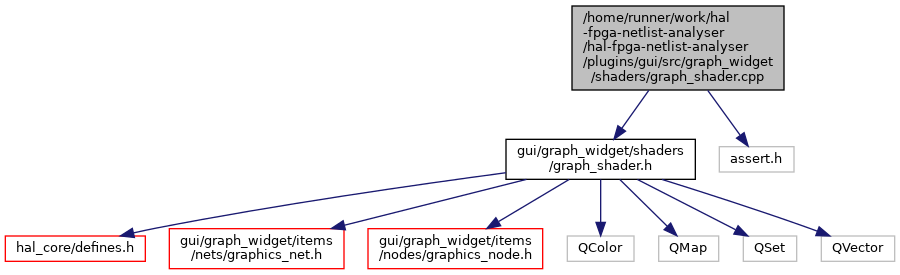 /home/runner/work/hal
-fpga-netlist-analyser
/hal-fpga-netlist-analyser
/plugins/gui/src/graph_widget
/shaders/graph_shader.cpp
gui/graph_widget/shaders
/graph_shader.h
assert.h
hal_core/defines.h
gui/graph_widget/items
/nets/graphics_net.h
gui/graph_widget/items
/nodes/graphics_node.h
QColor
QMap
QSet
QVector